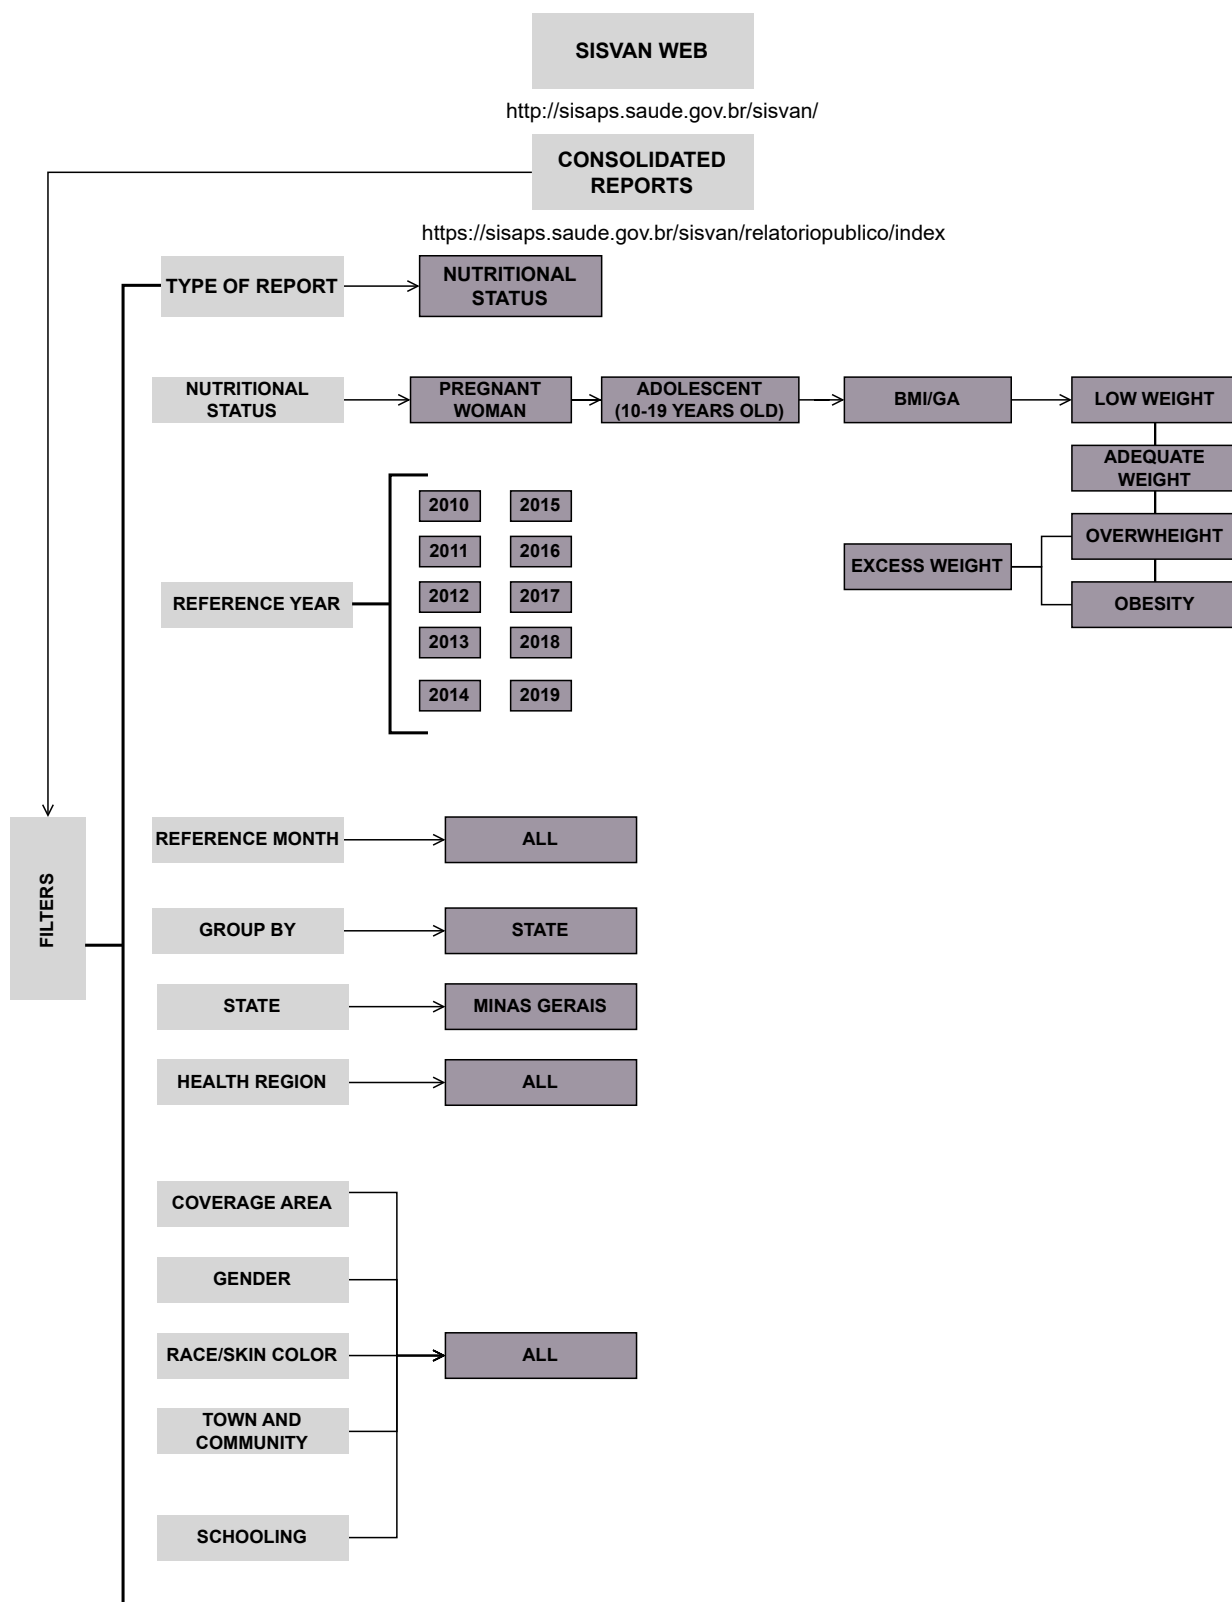 SISVAN WEB
http://sisaps.saude.gov.br/sisvan/
CONSOLIDATED
REPORTS
https://sisaps.saude.gov.br/sisvan/relatoriopublico/index
TYPE OF REPORT
NUTRITIONAL
STATUS
NUTRITIONAL
STATUS
PREGNANT
WOMAN
ADOLESCENT
(10-19 YEARS OLD)
BMI/GA
LOW WEIGHT
ADEQUATE
WEIGHT
OVERWHEIGHT
OBESITY
EXCESS WEIGHT
REFERENCE YEAR
2010
2015
2011
2016
2012
2017
2013
2018
2014
2019
FILTERS
REFERENCE MONTH
ALL
GROUP BY
STATE
STATE
MINAS GERAIS
HEALTH REGION
ALL
COVERAGE AREA
GENDER
RACE/SKIN COLOR
ALL
TOWN AND
COMMUNITY
SCHOOLING